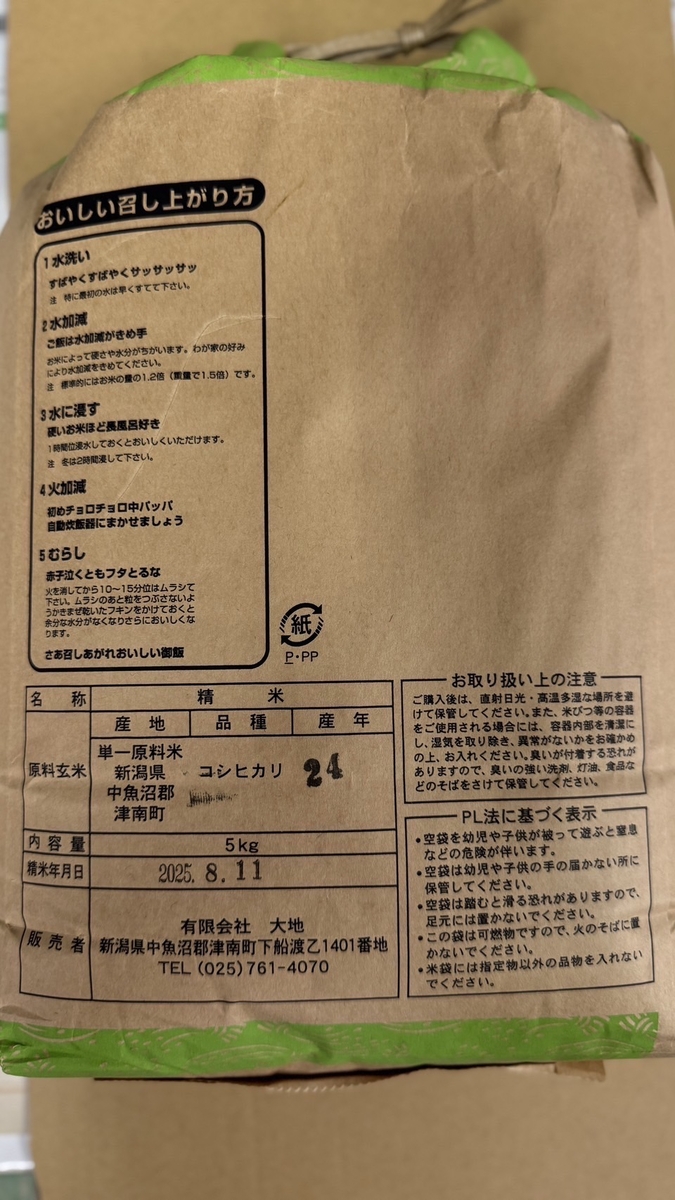 おいしい召し上がり方
1 水洗い
すばやくすばやくサッサッサッ
注 特に最初の水は早くすてて下さい。
2 水加減
ご飯は水加減がきめ手
お米によって硬さや水分がちがいます。わが家の好み
により水加減をきめてください。
注 標準的にはお米の量の1.2倍（重量で1.5倍）です。
3 水に浸す
硬いお米ほど長風呂好き
1時間位浸水しておくとおいしくいただけます。
注 冬は2時間浸して下さい。
4 火加減
初めチョロチョロ中パッパ
自動炊飯器にまかせましょう
5 むらし
赤子泣くともフタとるな
火を消してから10〜15分位はムラシて
下さい。ムラシのあと粒をつぶさないよ
うかきまぜ乾いたフキンをかけておくと
余分な水分がなくなりさらにおいしくな
ります。
さあ召しあがれおいしい御飯
紙
P・PP
名 称 精 米
産 地 品 種 産 年
原料玄米
単一原料米
新潟県 コシヒカリ 24
中魚沼郡
津南町
内 容 量 5kg
精米年月日 2025. 8. 11
販 売 者
有限会社 大地
新潟県中魚沼郡津南町下船渡乙1401番地
TEL (025)761-4070
お取り扱い上の注意
ご購入後は、直射日光・高温多湿な場所を避
けて保管してください。また、米びつ等の容器
をご使用される場合には、容器内部を清潔に
し、湿気を取り除き、異常がないかをお確かめ
の上、お入れください。臭いが付着する恐れが
ありますので、臭いの強い洗剤、灯油、食品な
どのそばをさけて保管してください。
PL法に基づく表示
・空袋を幼児や子供が被って遊ぶと窒息
などの危険が伴います。
・空袋は幼児や子供の手の届かない所に
保管してください。
・空袋は踏むと滑る恐れがありますので、
足元には置かないでください。
・この袋は可燃物ですので、火のそばに置
かないでください。
・米袋には指定物以外の品物を入れない
でください。